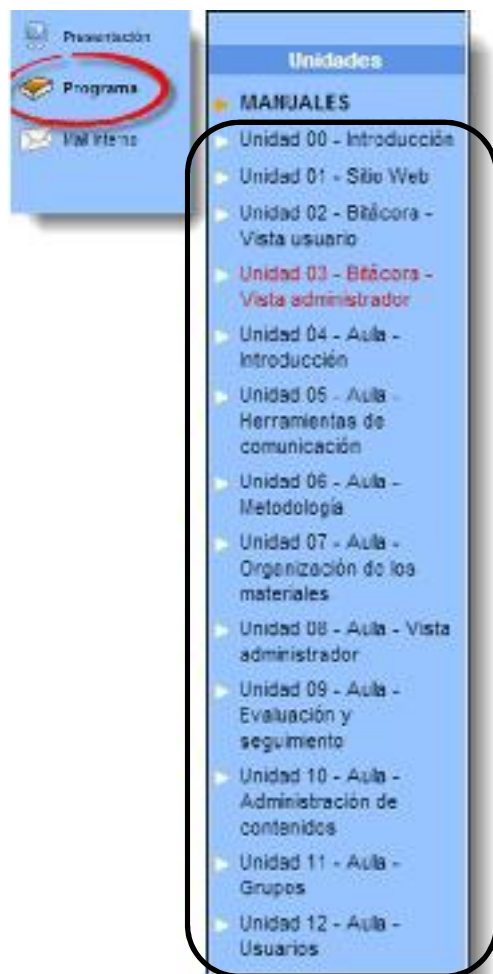 Presentación
Programa
Mail Interno
Unidades
MANUALES
Unidad 00 - Introducción
Unidad 01 - Sitio Web
Unidad 02 - Bitácora -
Vista usuario
Unidad 03 - Bitácora -
Vista administrador
Unidad 04 - Aula -
Introducción
Unidad 05 - Aula -
Herramientas de
comunicación
Unidad 06 - Aula -
Metodología
Unidad 07 - Aula -
Organización de los
materiales
Unidad 08 - Aula - Vista
administrador
Unidad 09 - Aula -
Evaluación y
seguimiento
Unidad 10 - Aula -
Administración de
contenidos
Unidad 11 - Aula -
Grupos
Unidad 12 - Aula -
Usuarios